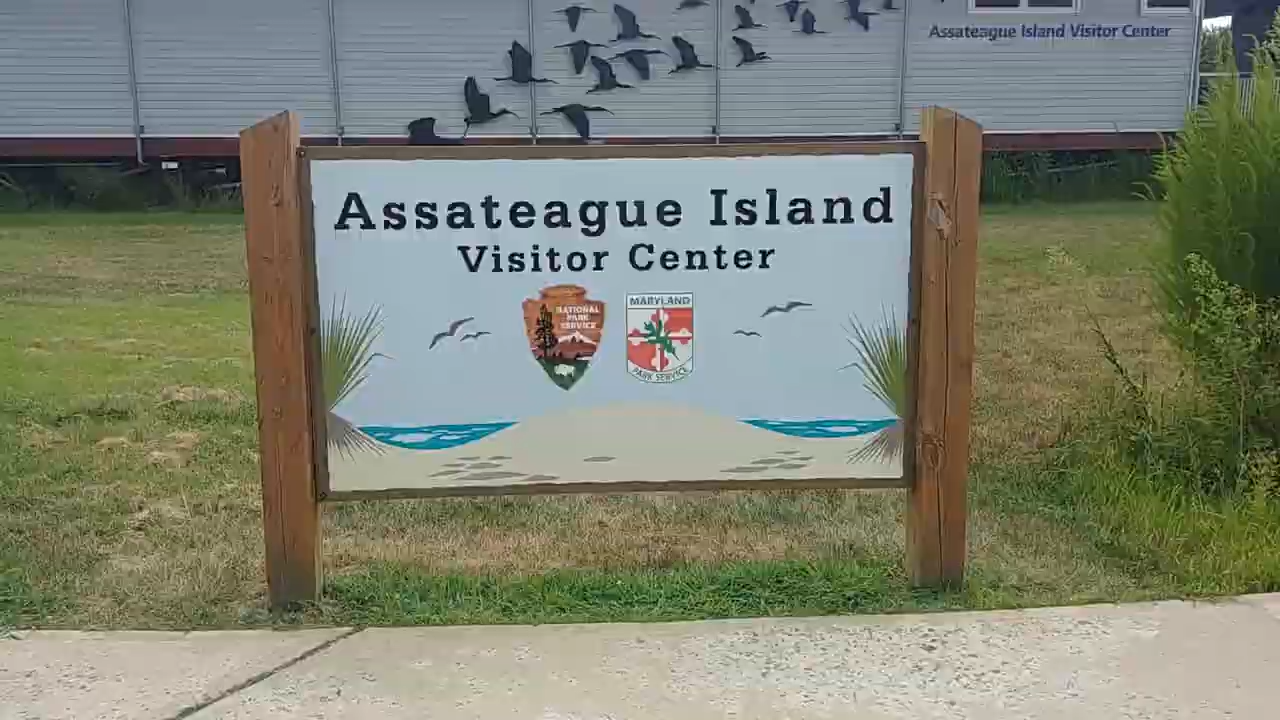 Assateague Island Visitor Center
Assateague Island
Visitor Center
NATIONAL
PARK
SERVICE
MARYLAND
PARK SERVICE